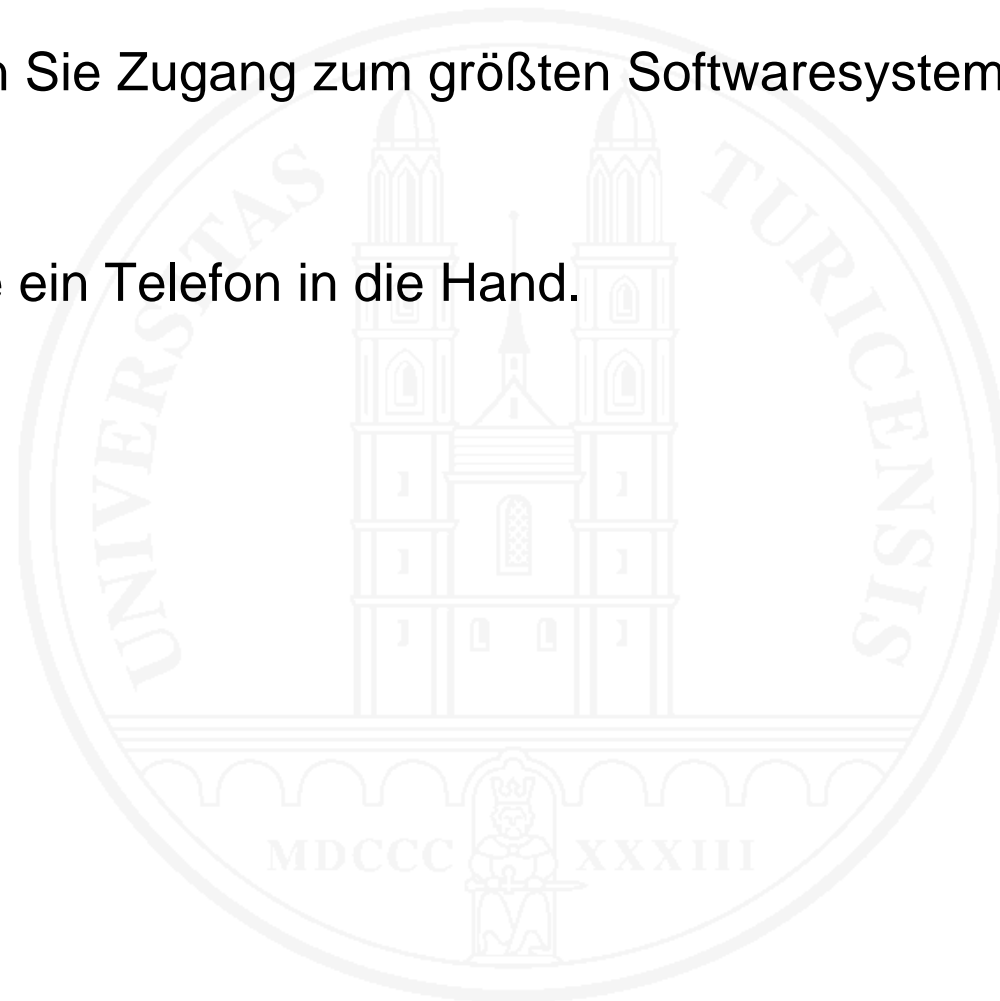 n Sie Zugang zum größten Softwaresystem
e ein Telefon in die Hand.
UNIVERSITAS TURICENSIS
MDCCC XXXIII